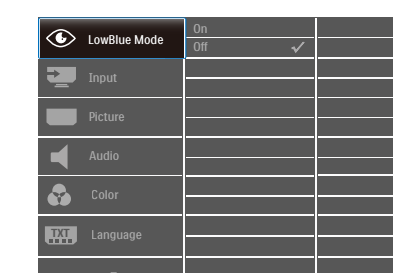 LowBlue Mode
On
Off
Input
Picture
Audio
Color
TXT
Language